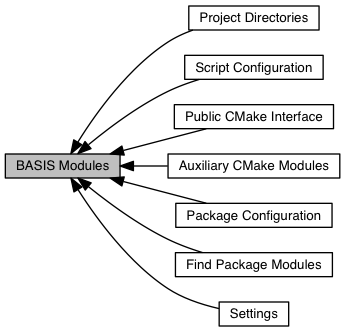 Project Directories
Script Configuration
Public CMake Interface
BASIS Modules
Auxiliary CMake Modules
Package Configuration
Find Package Modules
Settings